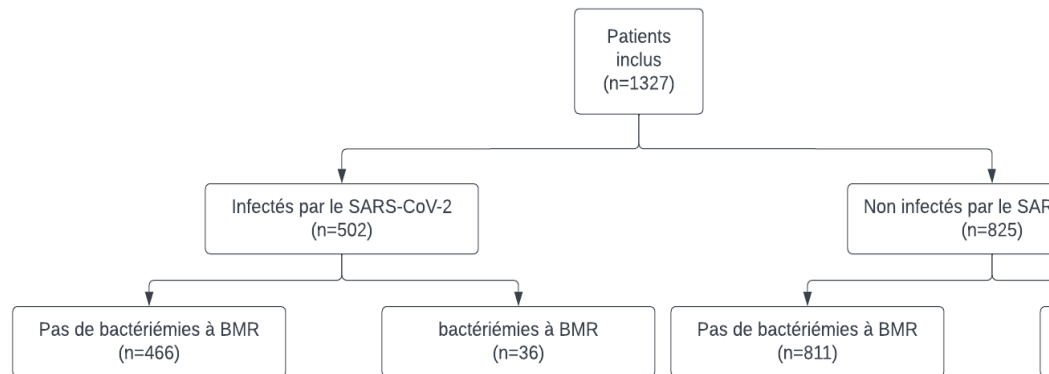 Patients
inclus
(n=1327)
Infectés par le SARS-CoV-2
(n=502)
Non infectés par le
(n=825)
Pas de bactériémies à BMR
(n=466)
bactériémies à BMR
(n=36)
Pas de bactériémies à BMR
(n=811)